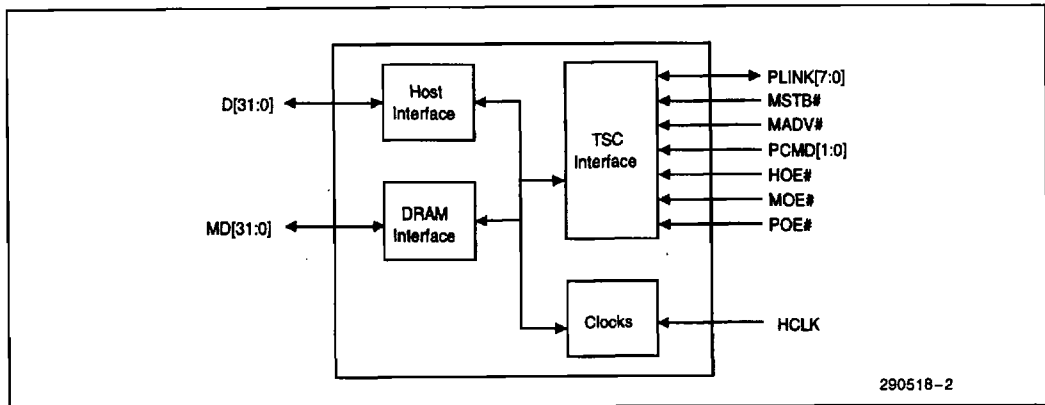 D[31:0]
MD[31:0]
Host
Interface
DRAM
Interface
TSC
Interface
Clocks
PLINK[7:0]
MSTB#
MADV#
PCMD[1:0]
HOE#
MOE#
POE#
HCLK
290518-2